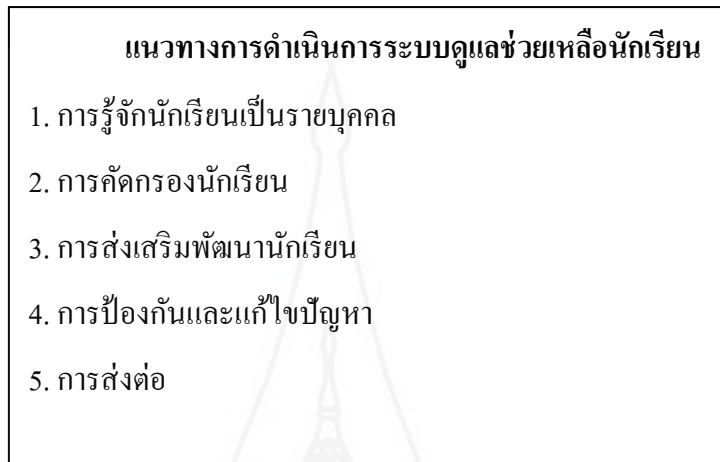 แนวทางการดำเนินการระบบดูแลช่วยเหลือนักเรียน
1. การรู้จักนักเรียนเป็นรายบุคคล
2. การคัดกรองนักเรียน
3. การส่งเสริมพัฒนานักเรียน
4. การป้องกันและแก้ไขปัญหา
5. การส่งต่อ